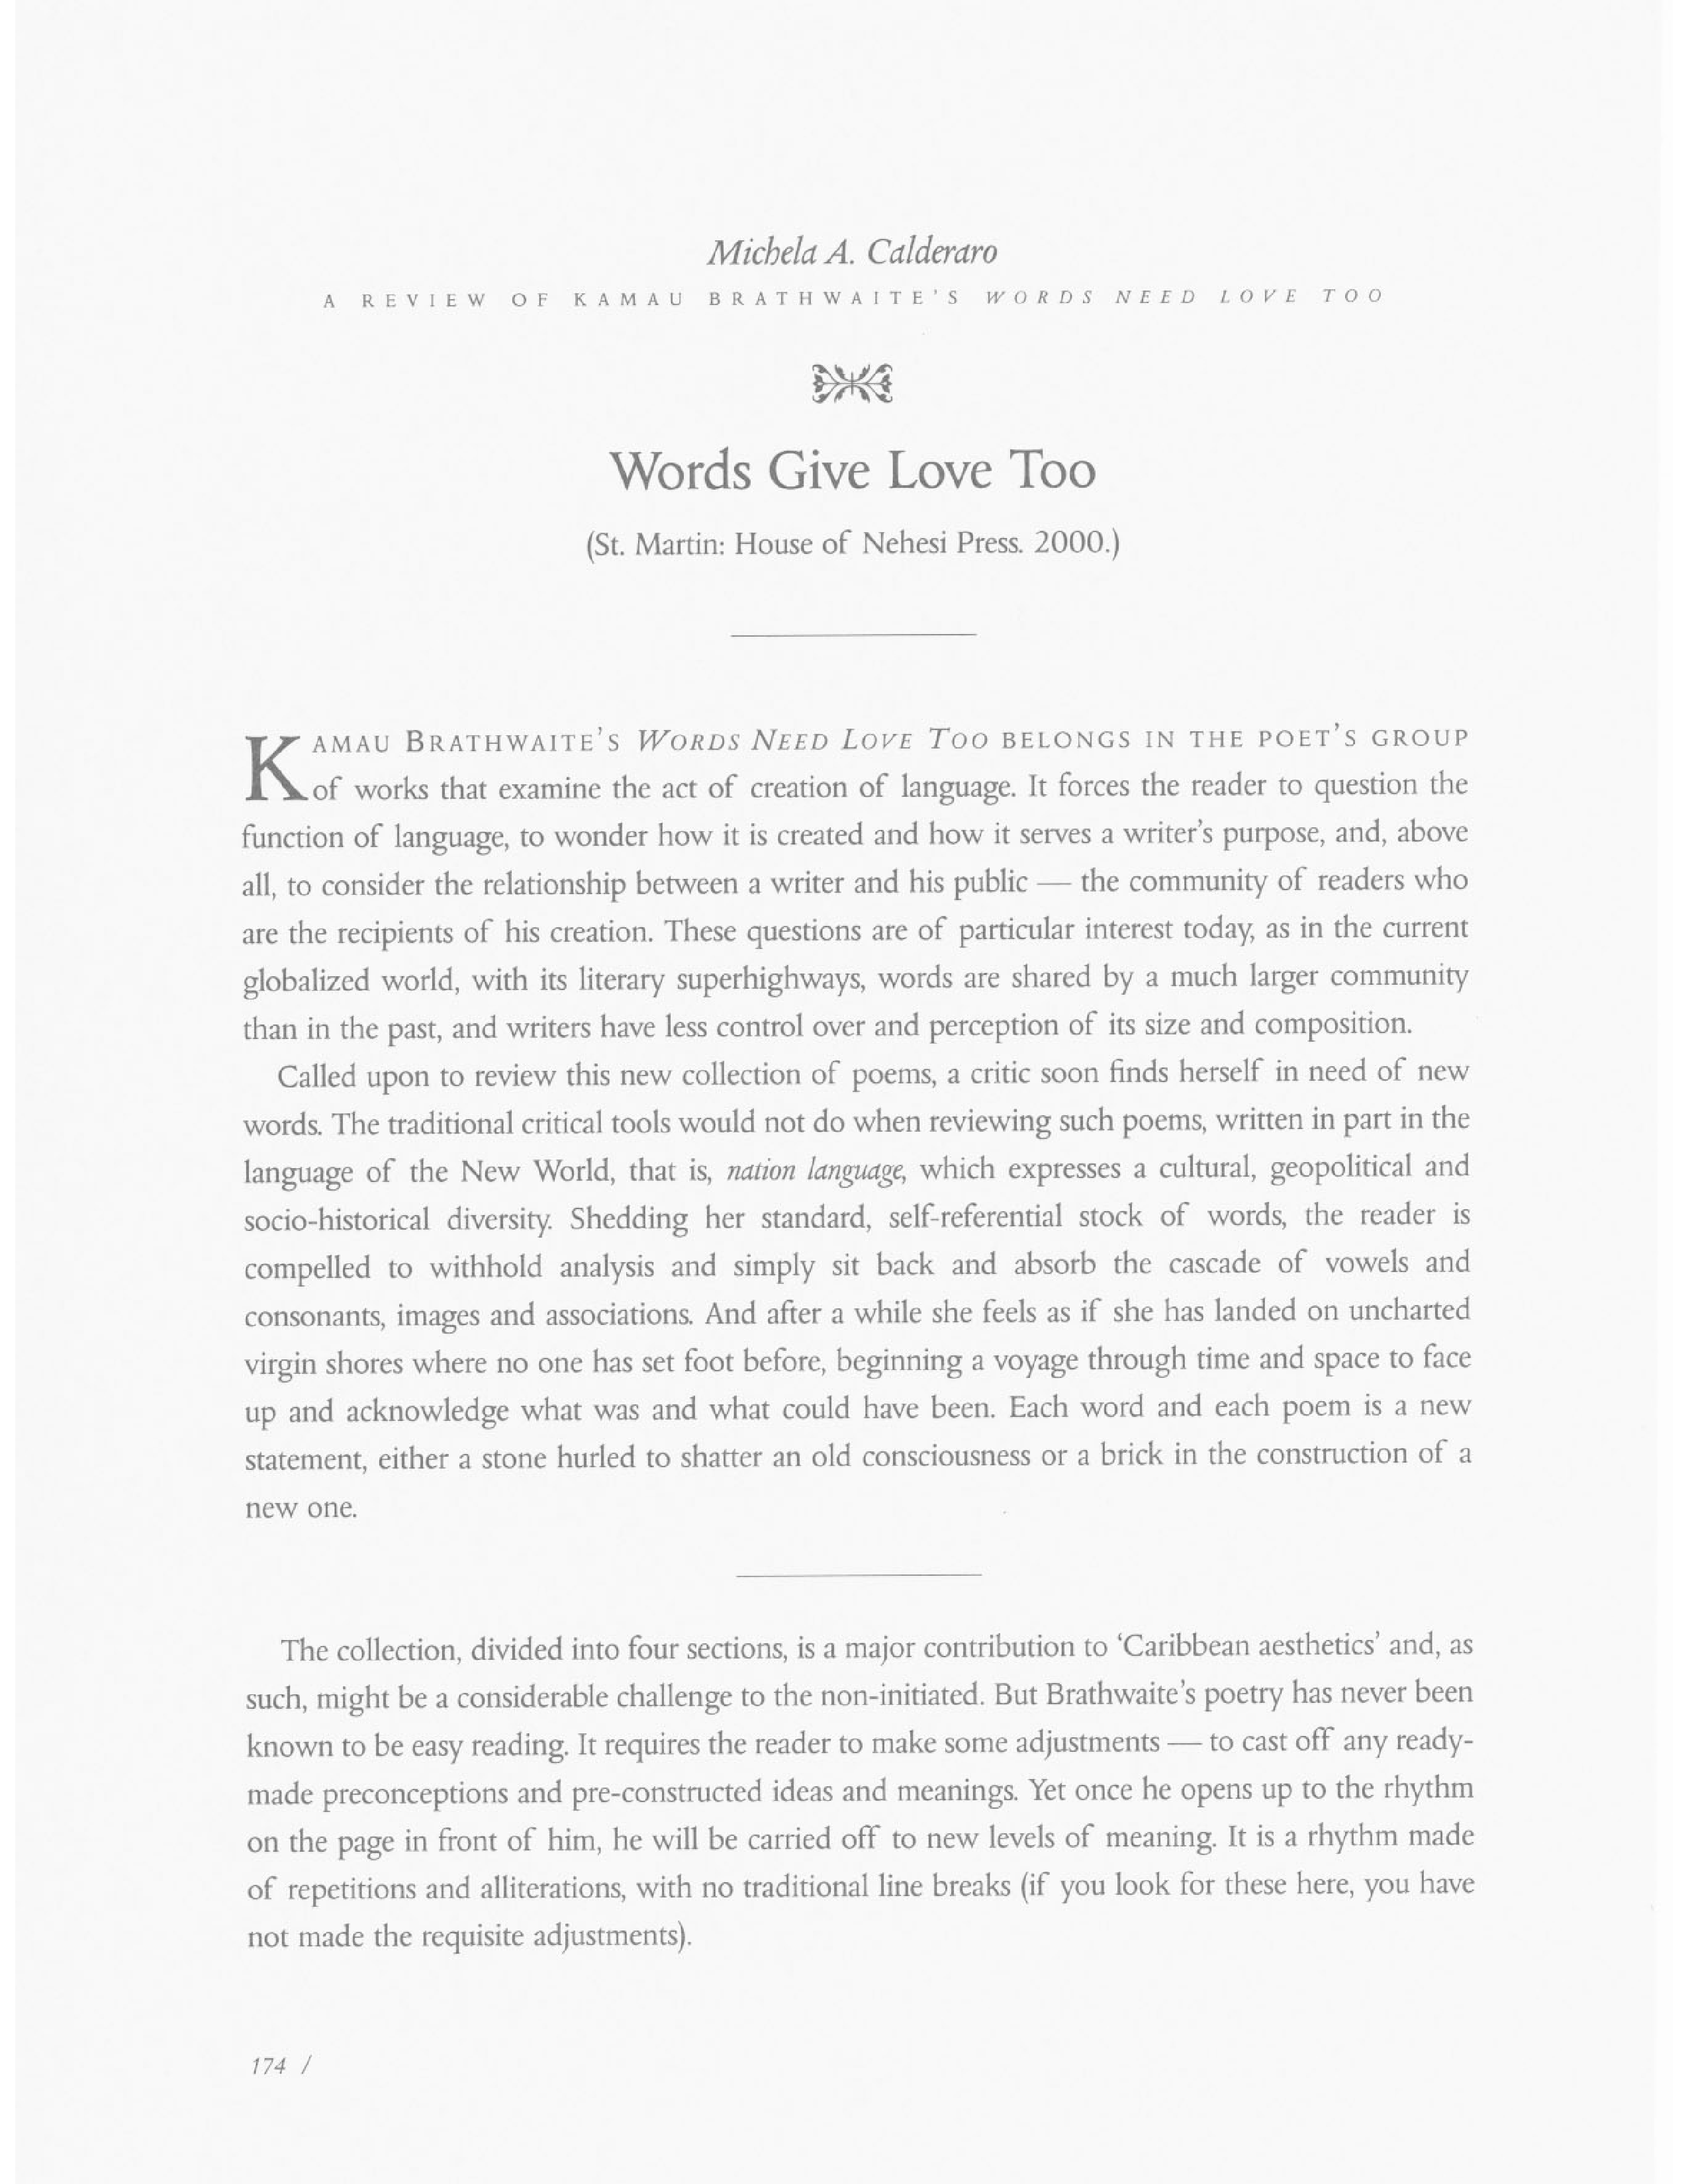 Michela A. Calderaro
A REVIEW OF KAMAU BRATHWAITE'S WORDS NEED LOVE TOO
Words Give Love Too
(St. Martin: House of Nehesi Press. 2000.)
KAMAU BRATHWAITE'S WORDS NEED LOVE TOO BELONGS IN THE POET'S GROUP
of works that examine the act of creation of language. It forces the reader to question the
function of language, to wonder how it is created and how it serves a writer's purpose, and, above
all, to consider the relationship between a writer and his public — the community of readers who
are the recipients of his creation. These questions are of particular interest today, as in the current
globalized world, with its literary superhighways, words are shared by a much larger community
than in the past, and writers have less control over and perception of its size and composition.
Called upon to review this new collection of poems, a critic soon finds herself in need of new
words. The traditional critical tools would not do when reviewing such poems, written in part in the
language of the New World, that is, nation language, which expresses a cultural, geopolitical and
socio-historical diversity. Shedding her standard, self-referential stock of words, the reader is
compelled to withhold analysis and simply sit back and absorb the cascade of vowels and
consonants, images and associations. And after a while she feels as if she has landed on uncharted
virgin shores where no one has set foot before, beginning a voyage through time and space to face
up and acknowledge what was and what could have been. Each word and each poem is a new
statement, either a stone hurled to shatter an old consciousness or a brick in the construction of a
new one.
The collection, divided into four sections, is a major contribution to ‘Caribbean aesthetics’ and, as
such, might be a considerable challenge to the non-initiated. But Brathwaite's poetry has never been
known to be easy reading. It requires the reader to make some adjustments — to cast off any ready-
made preconceptions and pre-constructed ideas and meanings. Yet once he opens up to the rhythm
on the page in front of him, he will be carried off to new levels of meaning. It is a rhythm made
of repetitions and alliterations, with no traditional line breaks (if you look for these here, you have
not made the requisite adjustments).
174 /